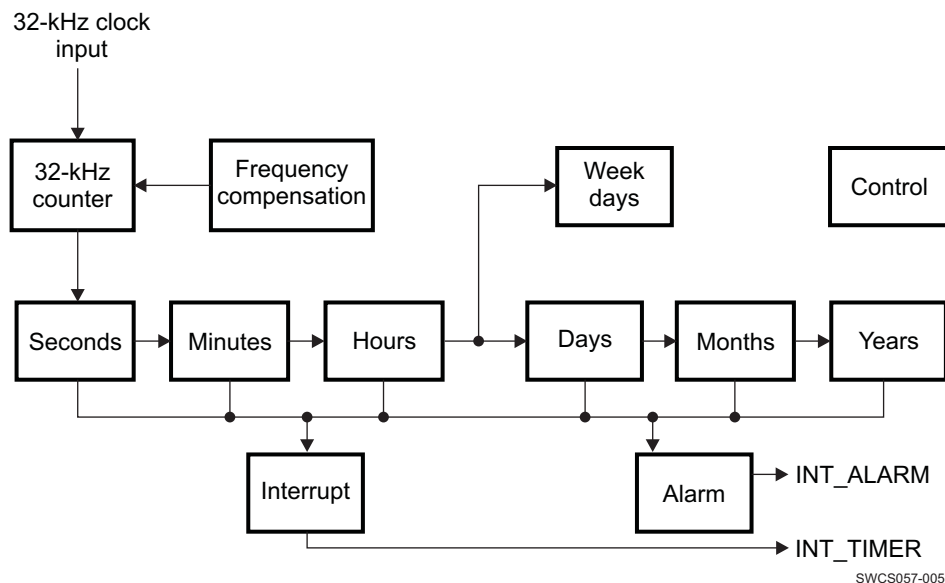 32-kHz clock
input
32-kHz
counter
Frequency
compensation
Week
days
Control
Seconds
Minutes
Hours
Days
Months
Years
Interrupt
Alarm
INT_ALARM
INT_TIMER
SWCS057-005